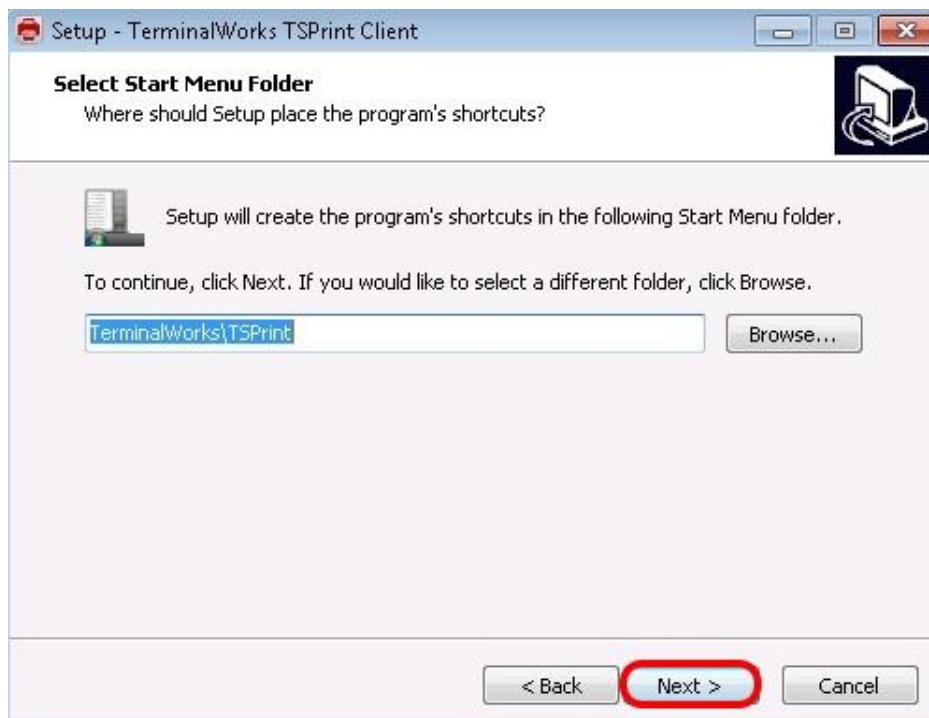 Setup - TerminalWorks TSPrint Client
Select Start Menu Folder
Where should Setup place the program's shortcuts?
Setup will create the program's shortcuts in the following Start Menu folder.
To continue, click Next. If you would like to select a different folder, click Browse.
TerminalWorks\TSPrint
Browse...
< Back
Next >
Cancel